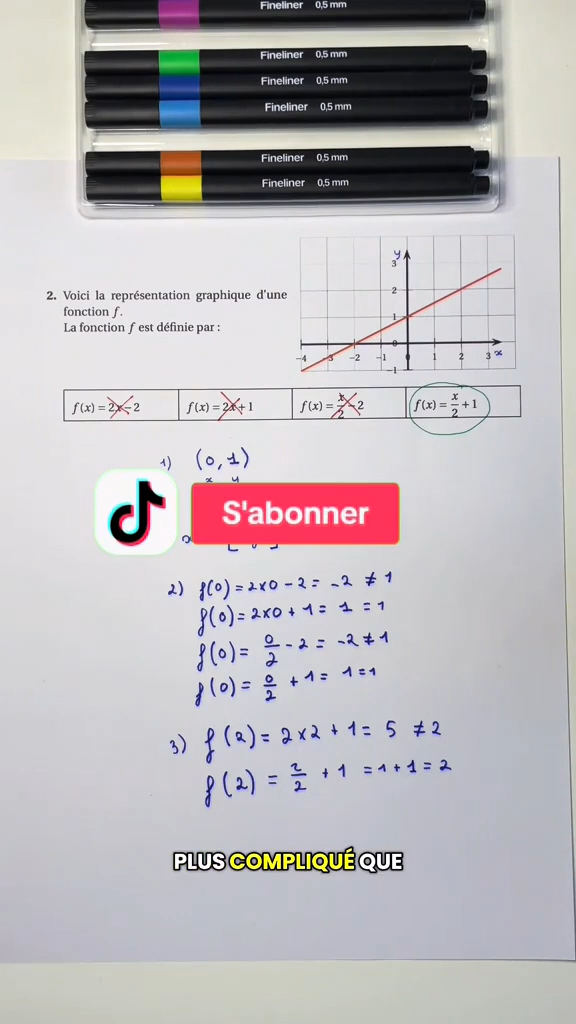 Fineliner 0,5 mm
Fineliner 0,5 mm
Fineliner 0,5 mm
Fineliner 0,5 mm
Fineliner 0,5 mm
Fineliner 0,5 mm
2. Voici la représentation graphique d'une
fonction f.
La fonction f est définie par :
y
3
2
1
0
-4 -3 -2 -1 0 1 2 3 x
-1
f(x) = 2x - 2
f(x) = 2x + 1
f(x) = x/2 - 2
f(x) = x/2 + 1
1) (0, 1)
x y
S'abonner
2) f(0) = 2x0 - 2 = -2 ≠ 1
f(0) = 2x0 + 1 = 1 = 1
f(0) = 0/2 - 2 = -2 ≠ 1
f(0) = 0/2 + 1 = 1 = 1
3) f(2) = 2x2 + 1 = 5 ≠ 2
f(2) = 2/2 + 1 = 1 + 1 = 2
PLUS COMPLIQUÉ QUE